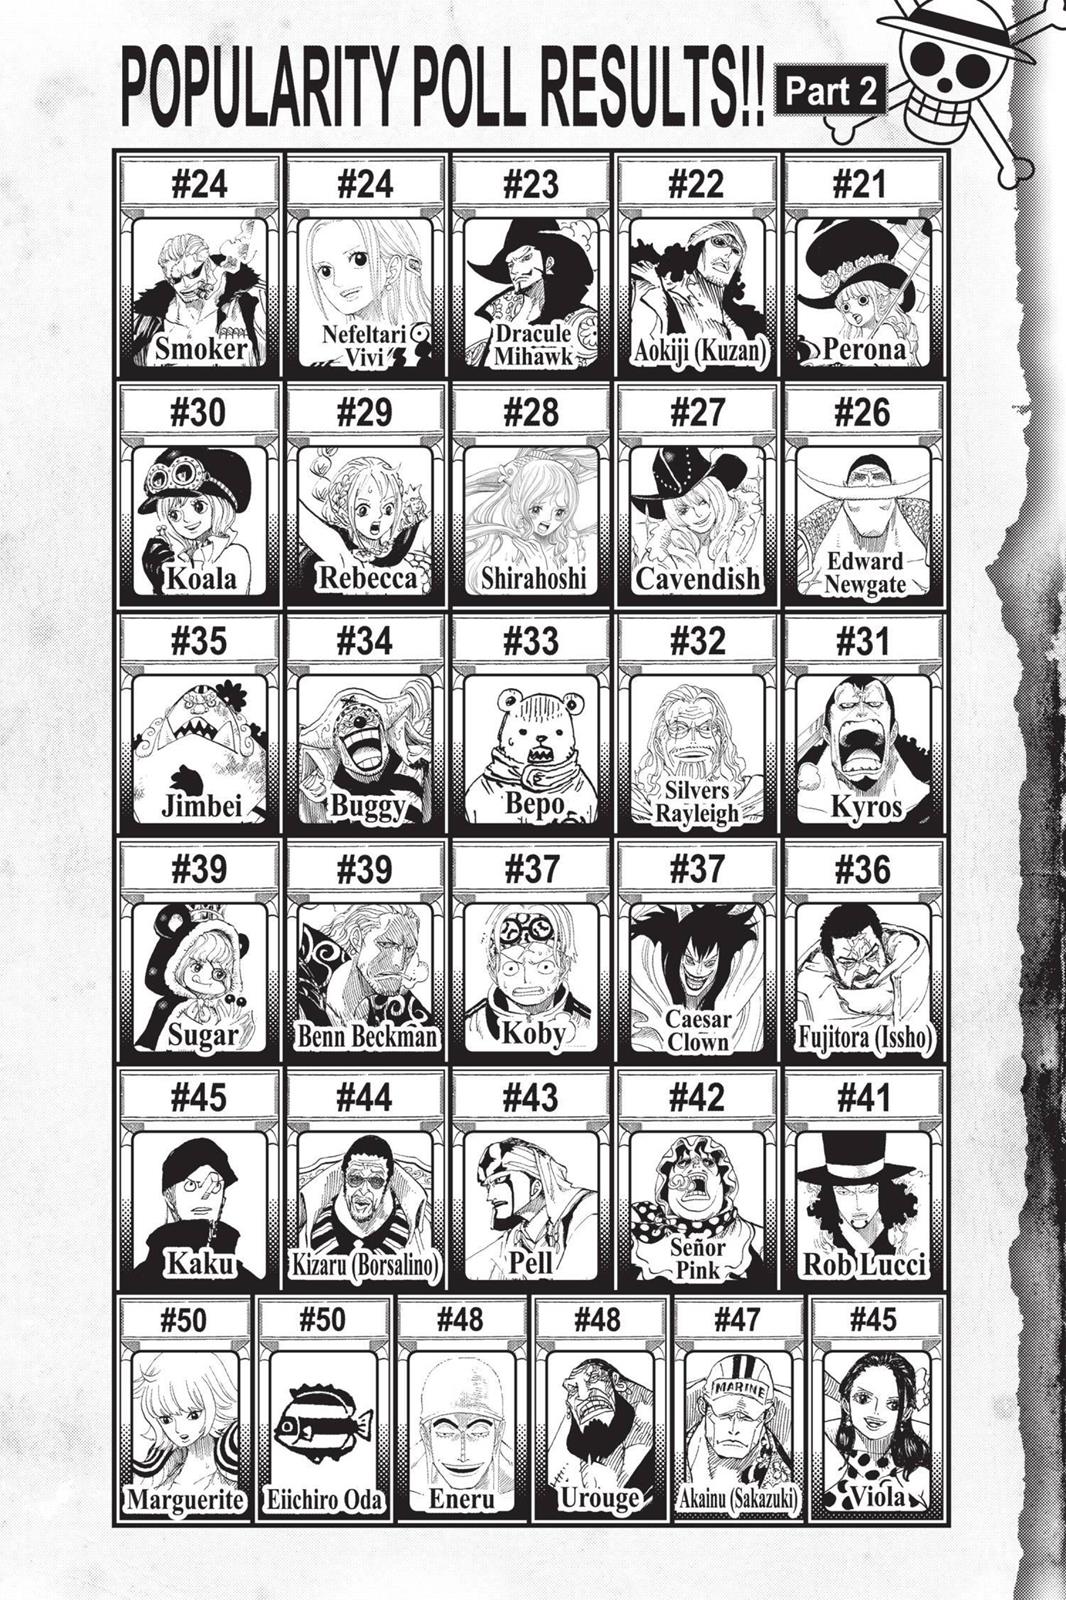 POPULARITY POLL RESULTS!! Part 2
#24 #24 #23 #22 #21
Smoker
Nefeltari
Vivi
Dracule
Mihawk
Aokiji (Kuzan)
Perona
#30 #29 #28 #27 #26
Koala
Rebecca
Shirahoshi
Cavendish
Edward
Newgate
#35 #34 #33 #32 #31
Jimbei
Buggy
Bepo
Silvers
Rayleigh
Kyros
#39 #39 #37 #37 #36
Sugar
Benn Beckman
Koby
Caesar
Clown
Fujitora (Issho)
#45 #44 #43 #42 #41
Kaku
Kizaru (Borsalino)
Pell
Señor
Pink
Rob Lucci
#50 #50 #48 #48 #47 #45
MARINE
Marguerite
Eiichiro Oda
Eneru
Urouge
Akainu (Sakazuki)
Viola